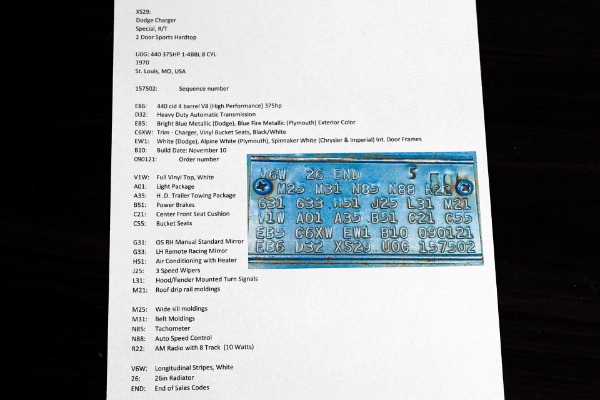 XS29:
Dodge Charger
Special, R/T
2 Door Sports Hardtop
U0G: 440 375HP 1-4BBL 8 CYL
1970
St. Louis, MO, USA
157502: Sequence number
E86: 440 cid 4 barrel V8 (High Performance) 375hp
D32: Heavy Duty Automatic Transmission
EB5: Bright Blue Metallic (Dodge), Blue Fire Metallic (Plymouth) Exterior Color
C6XW: Trim - Charger, Vinyl Bucket Seats, Black/White
EW1: White (Dodge), Alpine White (Plymouth), Spinnaker White (Chrysler & Imperial) Int. Door Frames
B10: Build Date: November 10
090121: Order number
V1W: Full Vinyl Top, White
A01: Light Package
A35: H .D. Trailer Towing Package
B51: Power Brakes
C21: Center Front Seat Cushion
C55: Bucket Seats
G31: OS RH Manual Standard Mirror
G33: LH Remote Racing Mirror
H51: Air Conditioning with Heater
J25: 3 Speed Wipers
L31: Hood/Fender Mounted Turn Signals
M21: Roof drip rail moldings
M25: Wide sill moldings
M31: Belt Moldings
N85: Tachometer
N88: Auto Speed Control
R22: AM Radio with 8 Track (10 Watts)
V6W: Longitudinal Stripes, White
26: 26in Radiator
END: End of Sales Codes
V6W 26 END 5
M25 M31 N85 N88 R22
G31 G33 H51 J25 L31 M21
V1W A01 A35 B51 C21 C55
EB5 C6XW EW1 B10 090121
E86 D32 XS29 U0G 157502